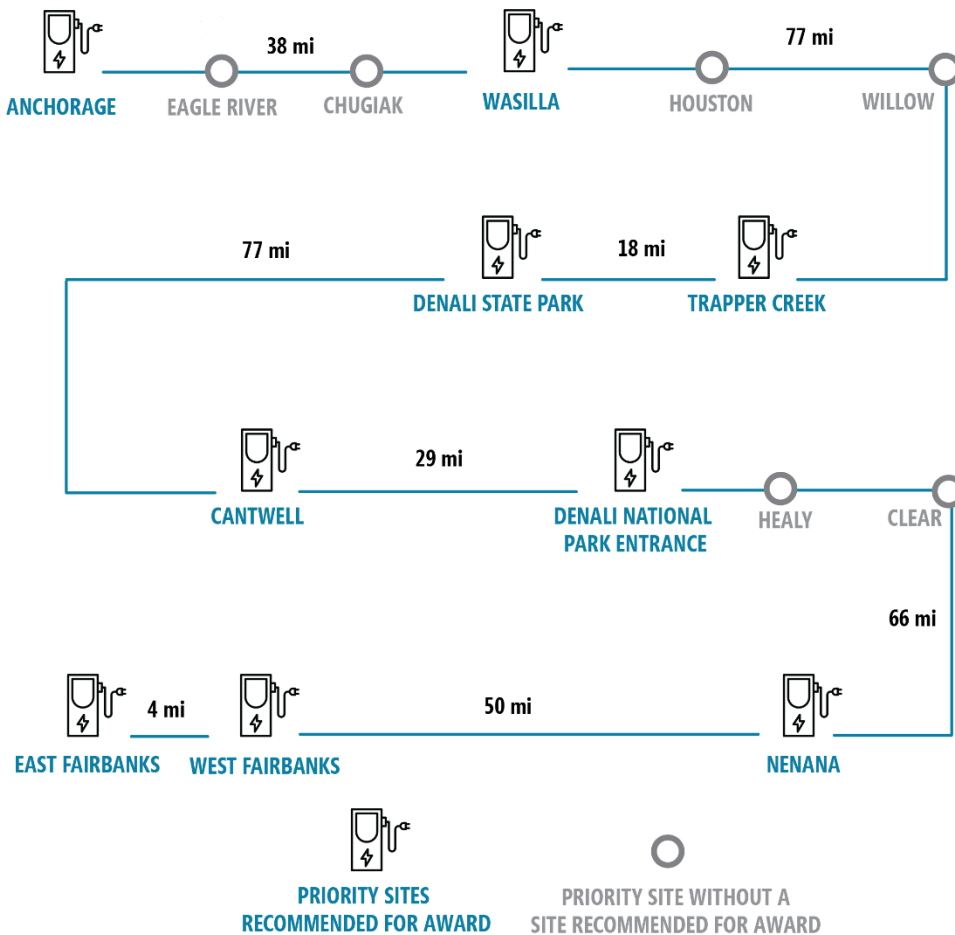 38 mi
77 mi
ANCHORAGE
EAGLE RIVER
CHUGIAK
WASILLA
HOUSTON
WILLOW
77 mi
18 mi
DENALI STATE PARK
TRAPPER CREEK
29 mi
CANTWELL
DENALI NATIONAL
PARK ENTRANCE
HEALY
CLEAR
66 mi
4 mi
50 mi
EAST FAIRBANKS
WEST FAIRBANKS
NENANA
PRIORITY SITES
RECOMMENDED FOR AWARD
PRIORITY SITE WITHOUT A
SITE RECOMMENDED FOR AWARD